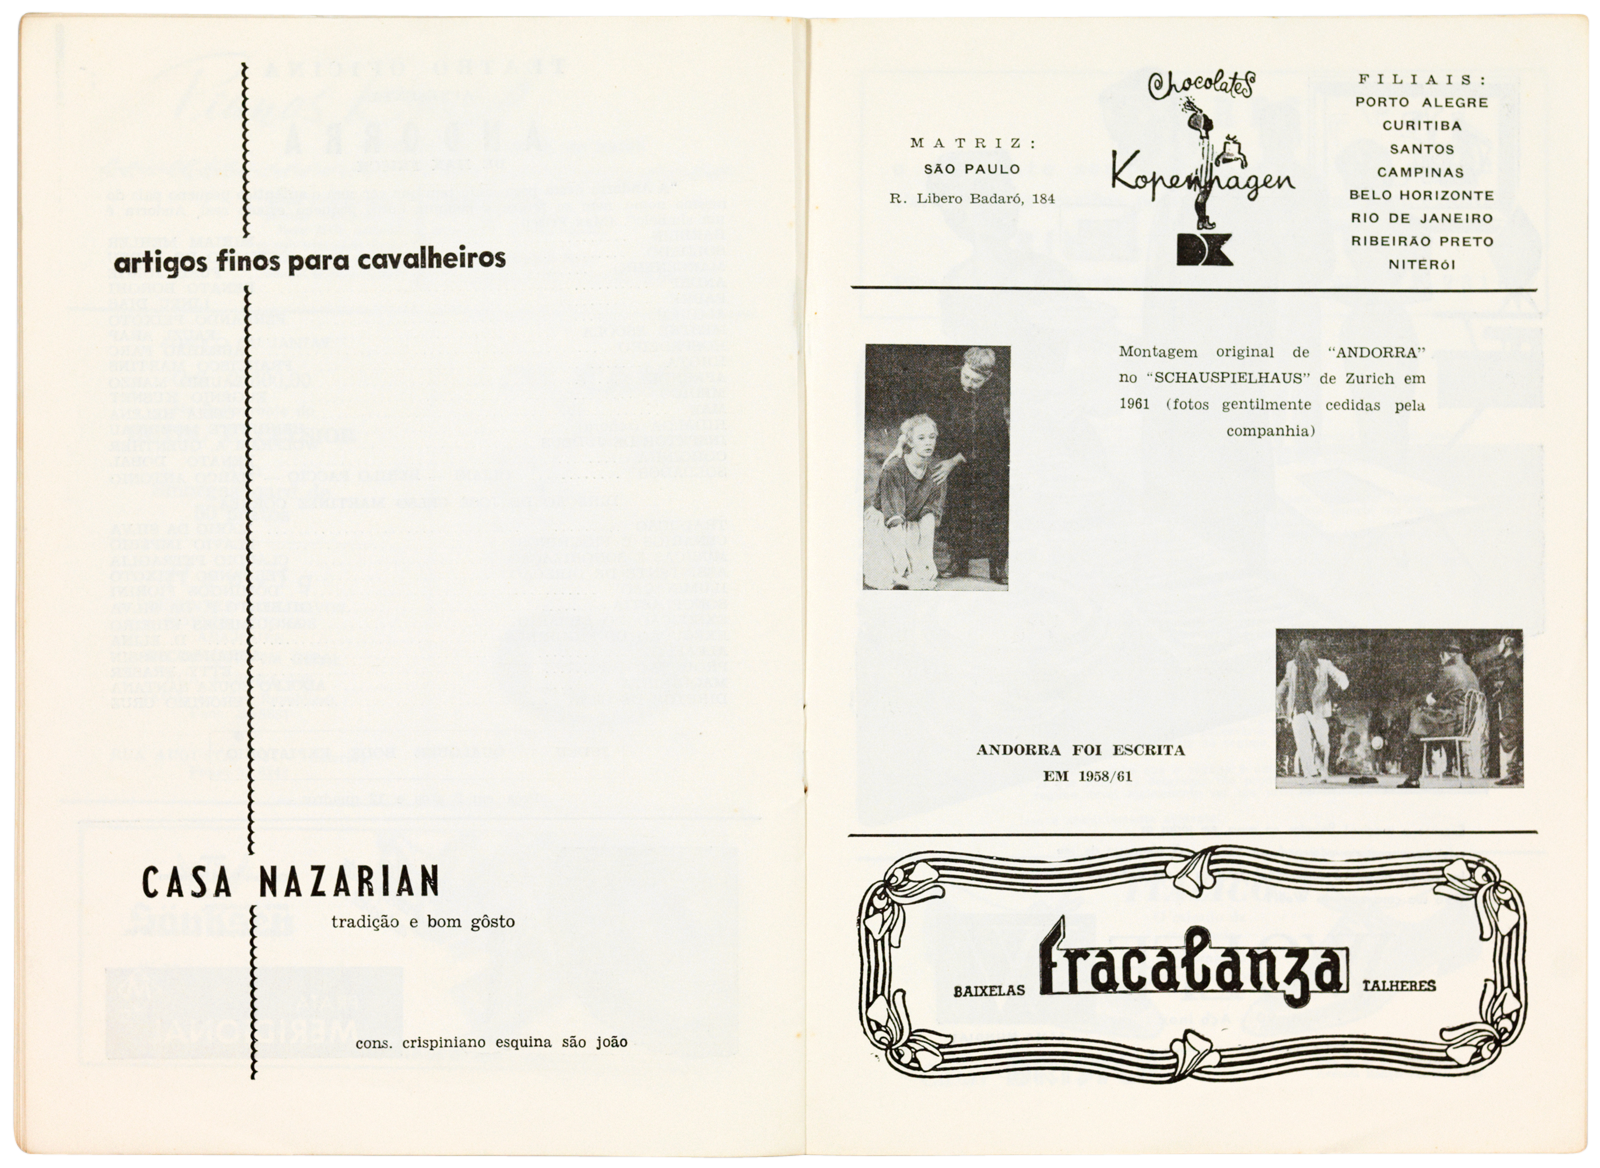 artigos finos para cavalheiros
CASA NAZARIAN
tradição e bom gôsto
cons. crispiniano esquina são joão
MATRIZ:
SÃO PAULO
R. Libero Badaró, 184
Chocolates
Kopenhagen
DK
FILIAIS:
PORTO ALEGRE
CURITIBA
SANTOS
CAMPINAS
BELO HORIZONTE
RIO DE JANEIRO
RIBEIRÃO PRETO
NITERóI
Montagem original de “ANDORRA”
no “SCHAUSPIELHAUS” de Zurich em
1961 (fotos gentilmente cedidas pela
companhia)
ANDORRA FOI ESCRITA
EM 1958/61
BAIXELAS fracalanza TALHERES